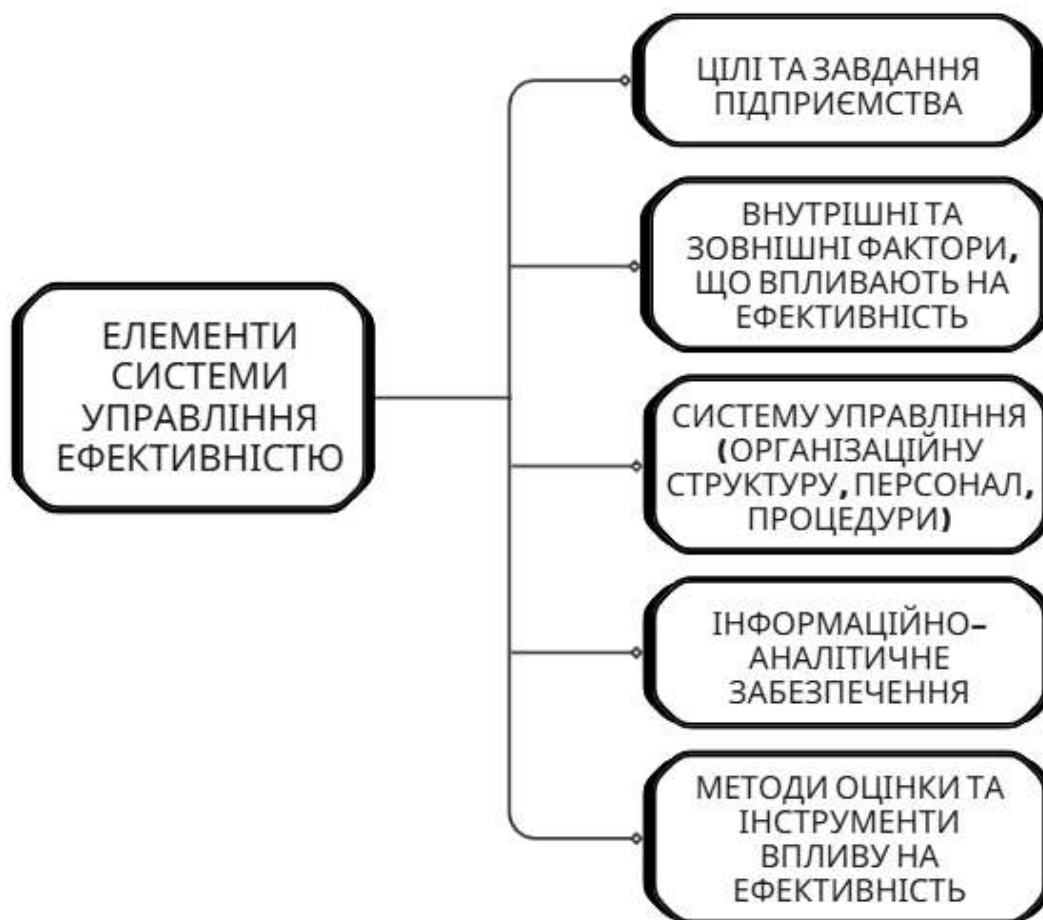 ЕЛЕМЕНТИ
СИСТЕМИ
УПРАВЛІННЯ
ЕФЕКТИВНІСТЮ
ЦІЛІ ТА ЗАВДАННЯ
ПІДПРИЄМСТВА
ВНУТРІШНІ ТА
ЗОВНІШНІ ФАКТОРИ,
ЩО ВПЛИВАЮТЬ НА
ЕФЕКТИВНІСТЬ
СИСТЕМУ УПРАВЛІННЯ
(ОРГАНІЗАЦІЙНУ
СТРУКТУРУ, ПЕРСОНАЛ,
ПРОЦЕДУРИ)
ІНФОРМАЦІЙНО–
АНАЛІТИЧНЕ
ЗАБЕЗПЕЧЕННЯ
МЕТОДИ ОЦІНКИ ТА
ІНСТРУМЕНТИ
ВПЛИВУ НА
ЕФЕКТИВНІСТЬ